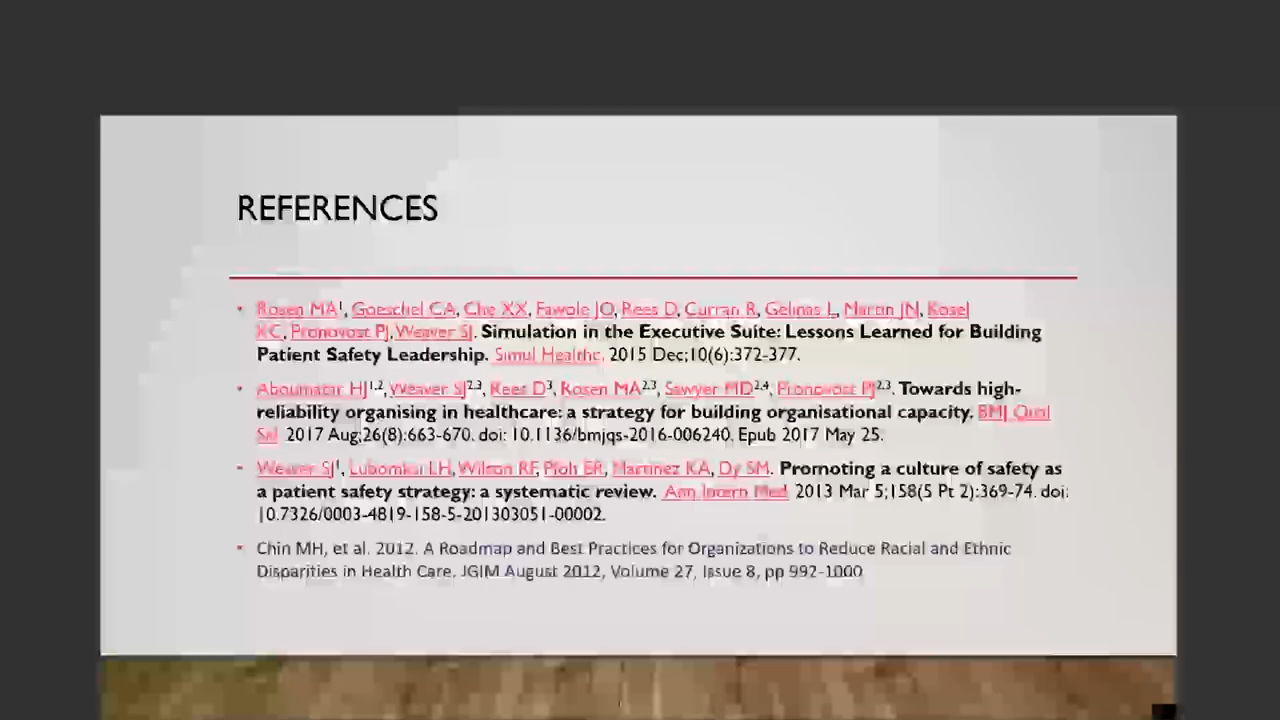 REFERENCES
• Rosen MA¹, Goeschel CA, Che XX, Fawole JO, Rees D, Curran R, Gelinas L, Martin JN, Kosel
KC, Pronovost PJ, Weaver SJ. Simulation in the Executive Suite: Lessons Learned for Building
Patient Safety Leadership. Simul Healthc. 2015 Dec;10(6):372-377.
• Aboumatar HJ¹,², Weaver SJ²,³, Rees D³, Rosen MA²,³, Sawyer MD²,⁴, Pronovost PJ²,³. Towards high-
reliability organising in healthcare: a strategy for building organisational capacity. BMJ Qual
Saf. 2017 Aug;26(8):663-670. doi: 10.1136/bmjqs-2016-006240. Epub 2017 May 25.
• Weaver SJ¹, Lubomksi LH, Wilson RF, Pfoh ER, Martinez KA, Dy SM. Promoting a culture of safety as
a patient safety strategy: a systematic review. Ann Intern Med. 2013 Mar 5;158(5 Pt 2):369-74. doi:
10.7326/0003-4819-158-5-201303051-00002.
• Chin MH, et al. 2012. A Roadmap and Best Practices for Organizations to Reduce Racial and Ethnic
Disparities in Health Care. JGIM August 2012, Volume 27, Issue 8, pp 992-1000